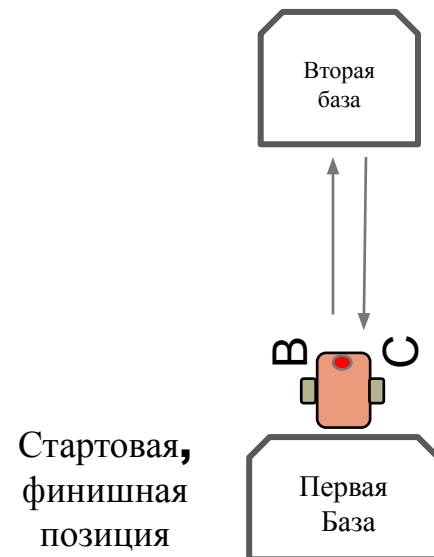 Вторая
база
B
C
Стартовая,
финишная
позиция
Первая
База